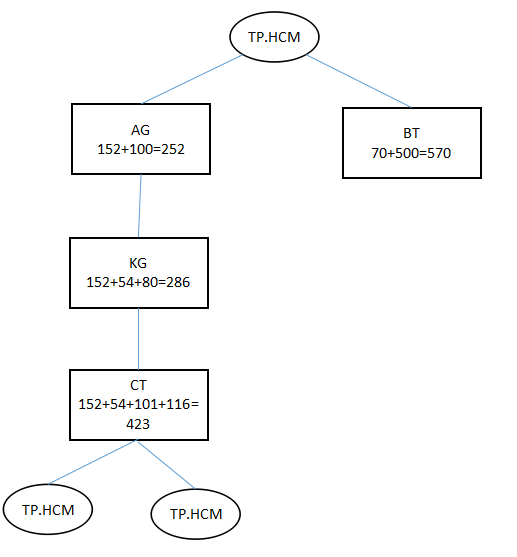 TP.HCM
AG
152+100=252
BT
70+500=570
KG
152+54+80=286
CT
152+54+101+116=
423
TP.HCM
TP.HCM